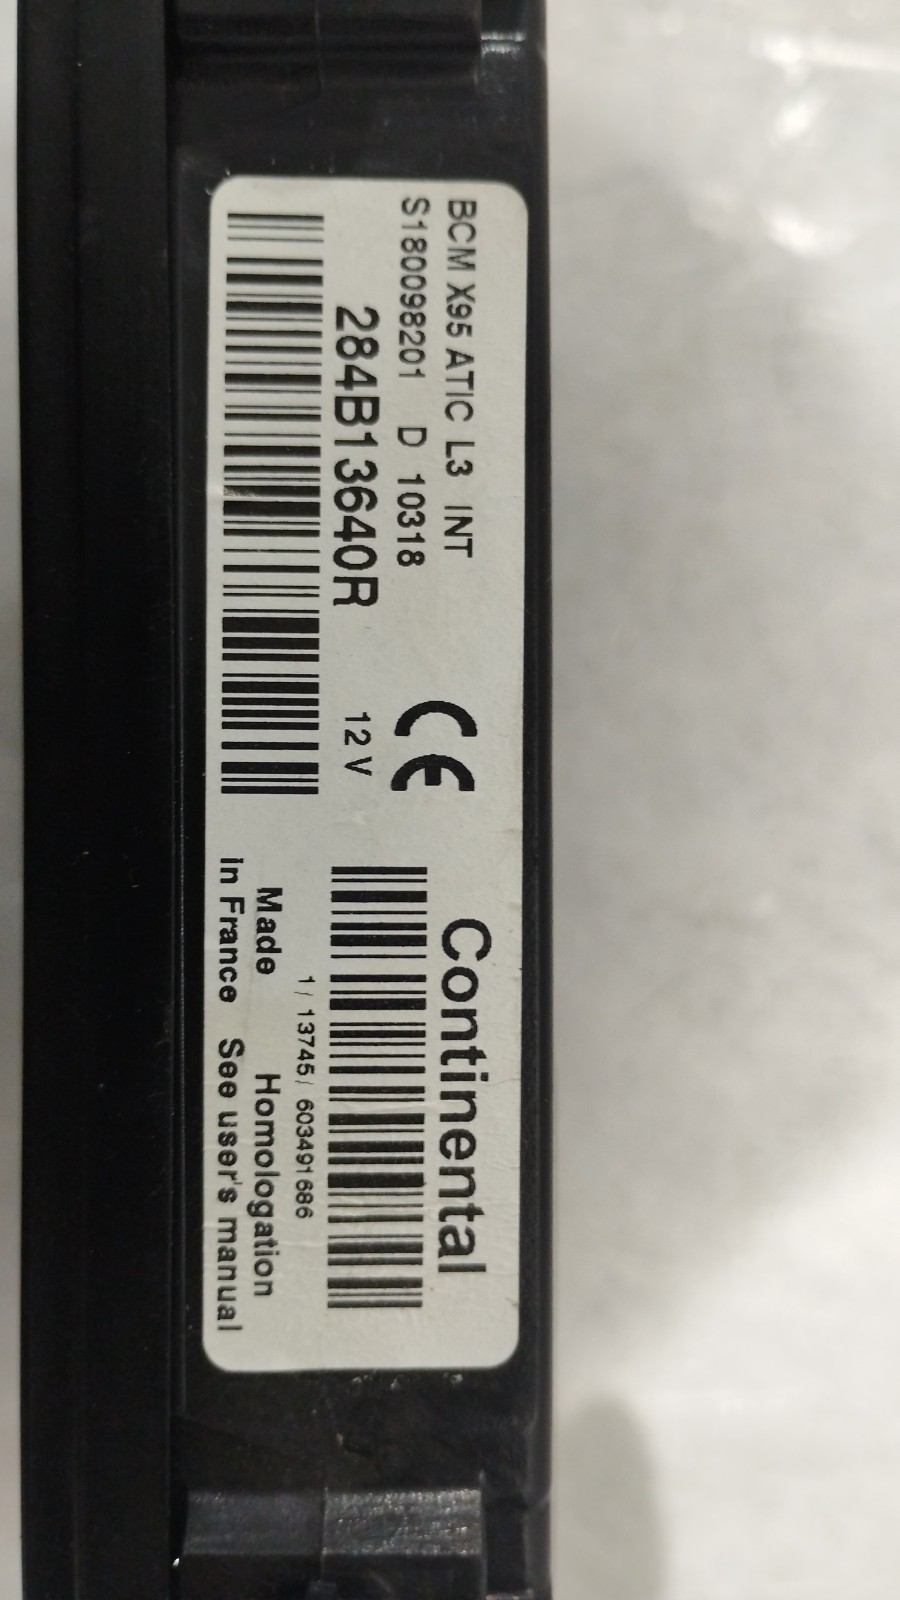 BCM X95 ATIC L3 INT
S180098201 D 10318
284B13640R
12 V
CE
Continental
1/ 13745/ 603491686
Made Homologation
in France See user's manual